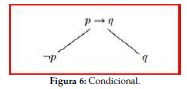 p → q
¬p q
Figura 6: Condicional.